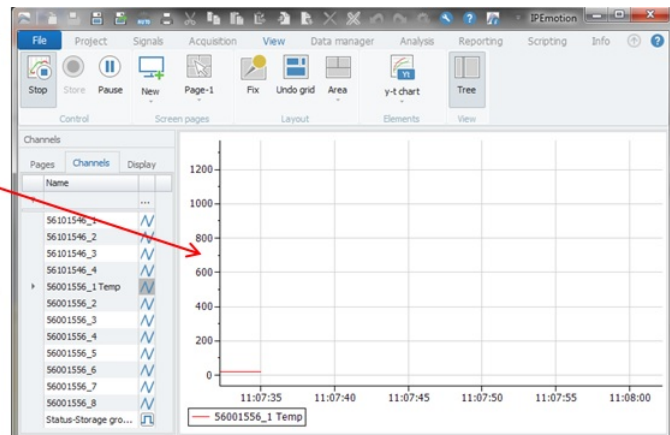 IPEmotion
File Project Signals Acquisition View Data manager Analysis Reporting Scripting Info
Stop Store Pause New Page-1 Fix Undo grid Area y-t chart Tree
Control Screen pages Layout Elements View
Channels
Pages Channels Display
Name
...
56101546_1
56101546_2
56101546_3
56101546_4
56001556_1 Temp
56001556_2
56001556_3
56001556_4
56001556_5
56001556_6
56001556_7
56001556_8
Status-Storage gro...
1200
1000
800
600
400
200
0
11:07:35 11:07:40 11:07:45 11:07:50 11:07:55 11:08:00
56001556_1 Temp